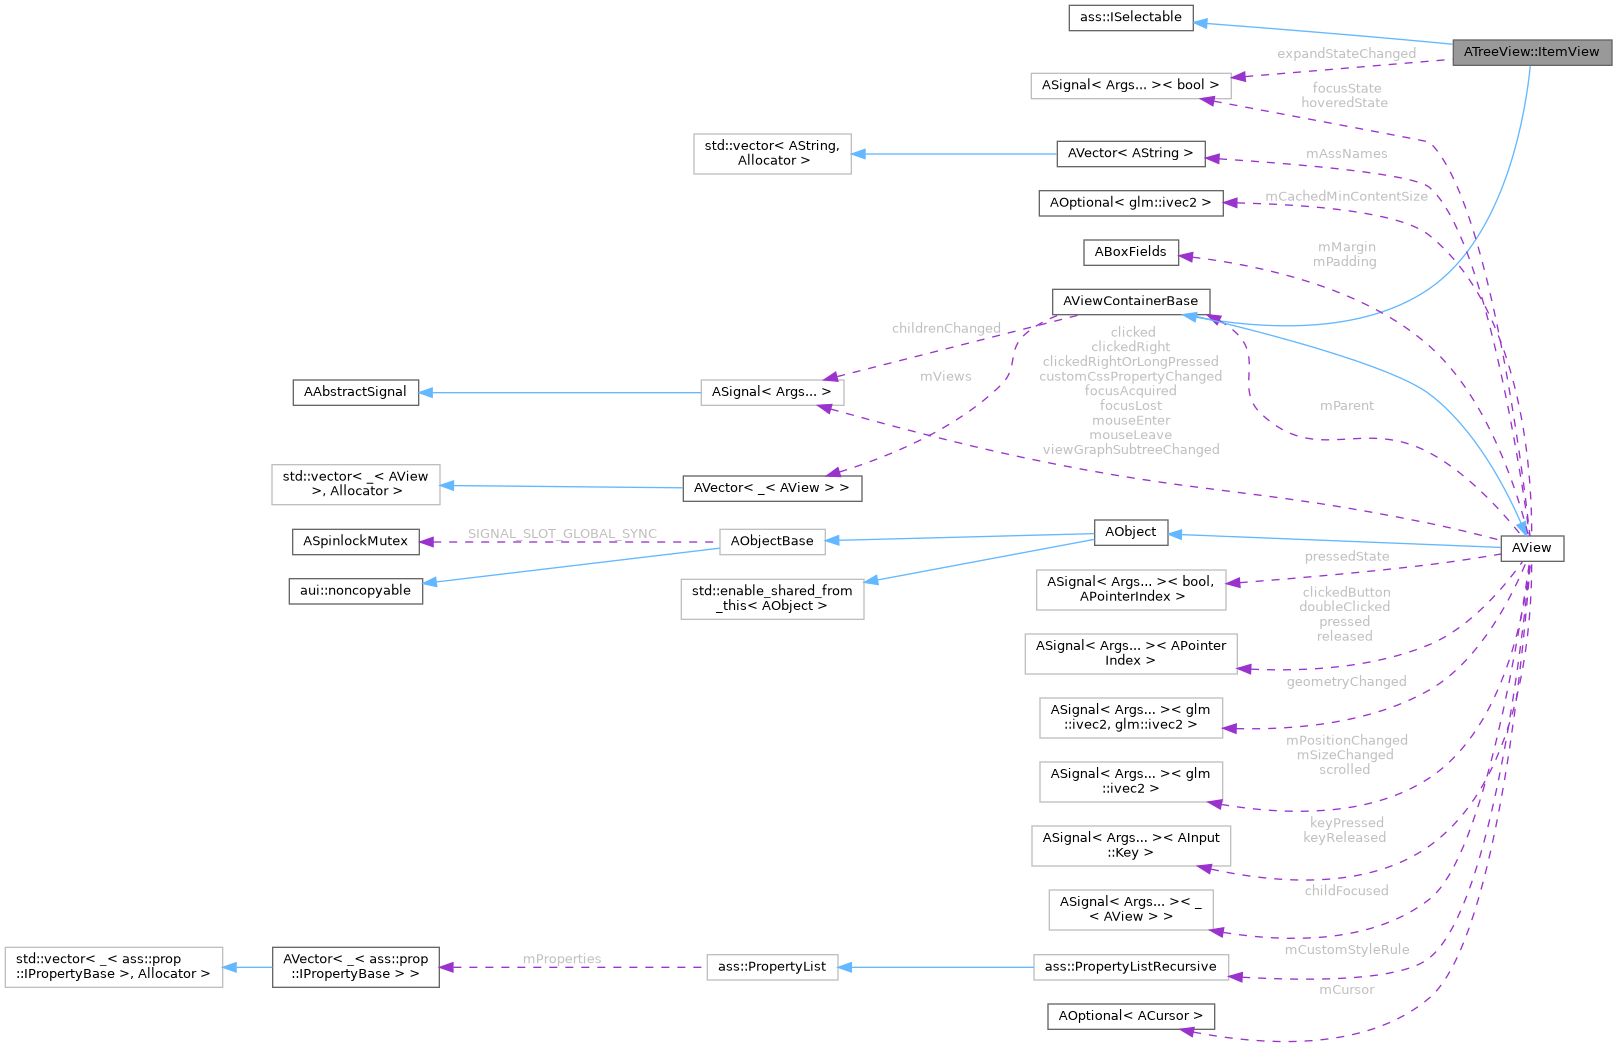 ass::ISelectable
ATreeView::ItemView
expandStateChanged
ASignal< Args... >< bool >
focusState
hoveredState
std::vector< AString,
Allocator >
AVector< AString >
mAssNames
AOptional< glm::ivec2 >
mCachedMinContentSize
ABoxFields
mMargin
mPadding
AViewContainerBase
childrenChanged
mViews
clicked
clickedRight
clickedRightOrLongPressed
customCssPropertyChanged
focusAcquired
focusLost
mouseEnter
mouseLeave
viewGraphSubtreeChanged
mParent
AAbstractSignal
ASignal< Args... >
std::vector< _< AView
>, Allocator >
AVector< _< AView > >
ASpinlockMutex
SIGNAL_SLOT_GLOBAL_SYNC
AObjectBase
AObject
AView
aui::noncopyable
std::enable_shared_from
_this< AObject >
ASignal< Args... >< bool,
APointerIndex >
pressedState
clickedButton
doubleClicked
pressed
released
ASignal< Args... >< APointer
Index >
geometryChanged
ASignal< Args... >< glm
::ivec2, glm::ivec2 >
mPositionChanged
mSizeChanged
scrolled
ASignal< Args... >< glm
::ivec2 >
keyPressed
keyReleased
ASignal< Args... >< AInput
::Key >
childFocused
ASignal< Args... >< _
< AView > >
mCustomStyleRule
std::vector< _< ass::prop
::IPropertyBase >, Allocator >
AVector< _< ass::prop
::IPropertyBase > >
mProperties
ass::PropertyList
ass::PropertyListRecursive
mCursor
AOptional< ACursor >